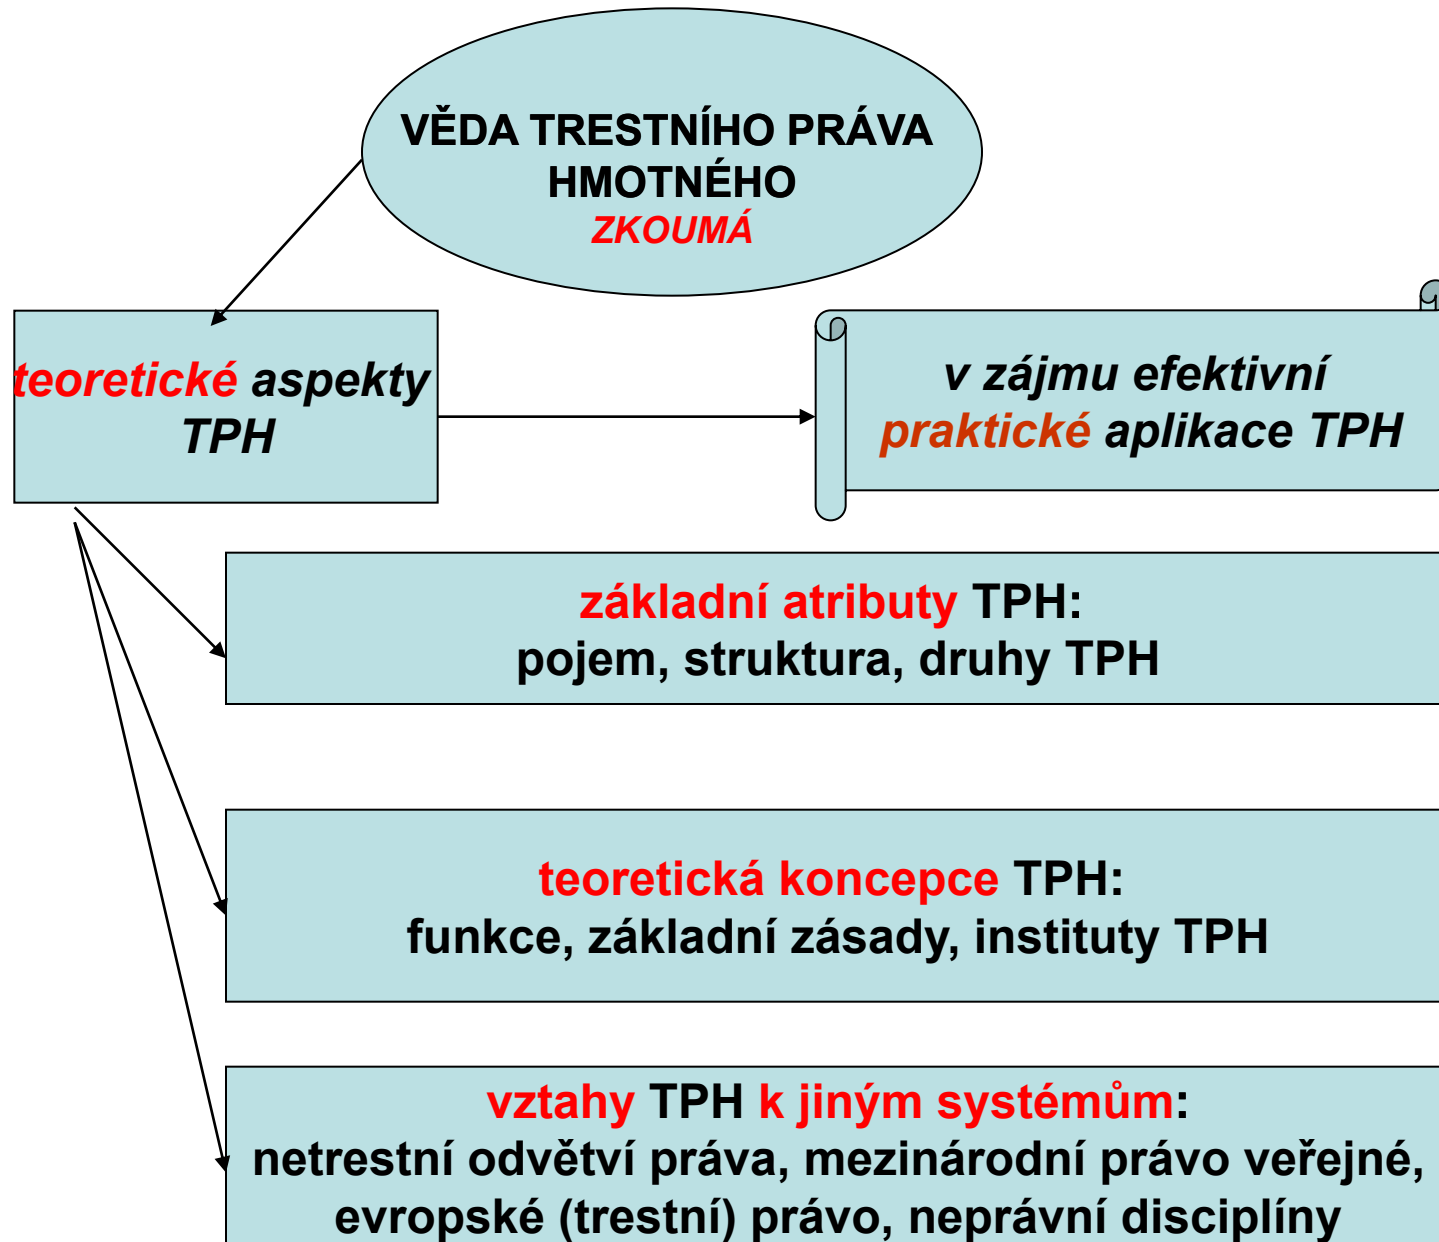 VĚDA TRESTNÍHO PRÁVA
HMOTNÉHO
ZKOUMÁ
teoretické aspekty
TPH
v zájmu efektivní
praktické aplikace TPH
základní atributy TPH:
pojem, struktura, druhy TPH
teoretická koncepce TPH:
funkce, základní zásady, instituty TPH
vztahy TPH k jiným systémům:
netrestní odvětví práva, mezinárodní právo veřejné,
evropské (trestní) právo, neprávní disciplíny